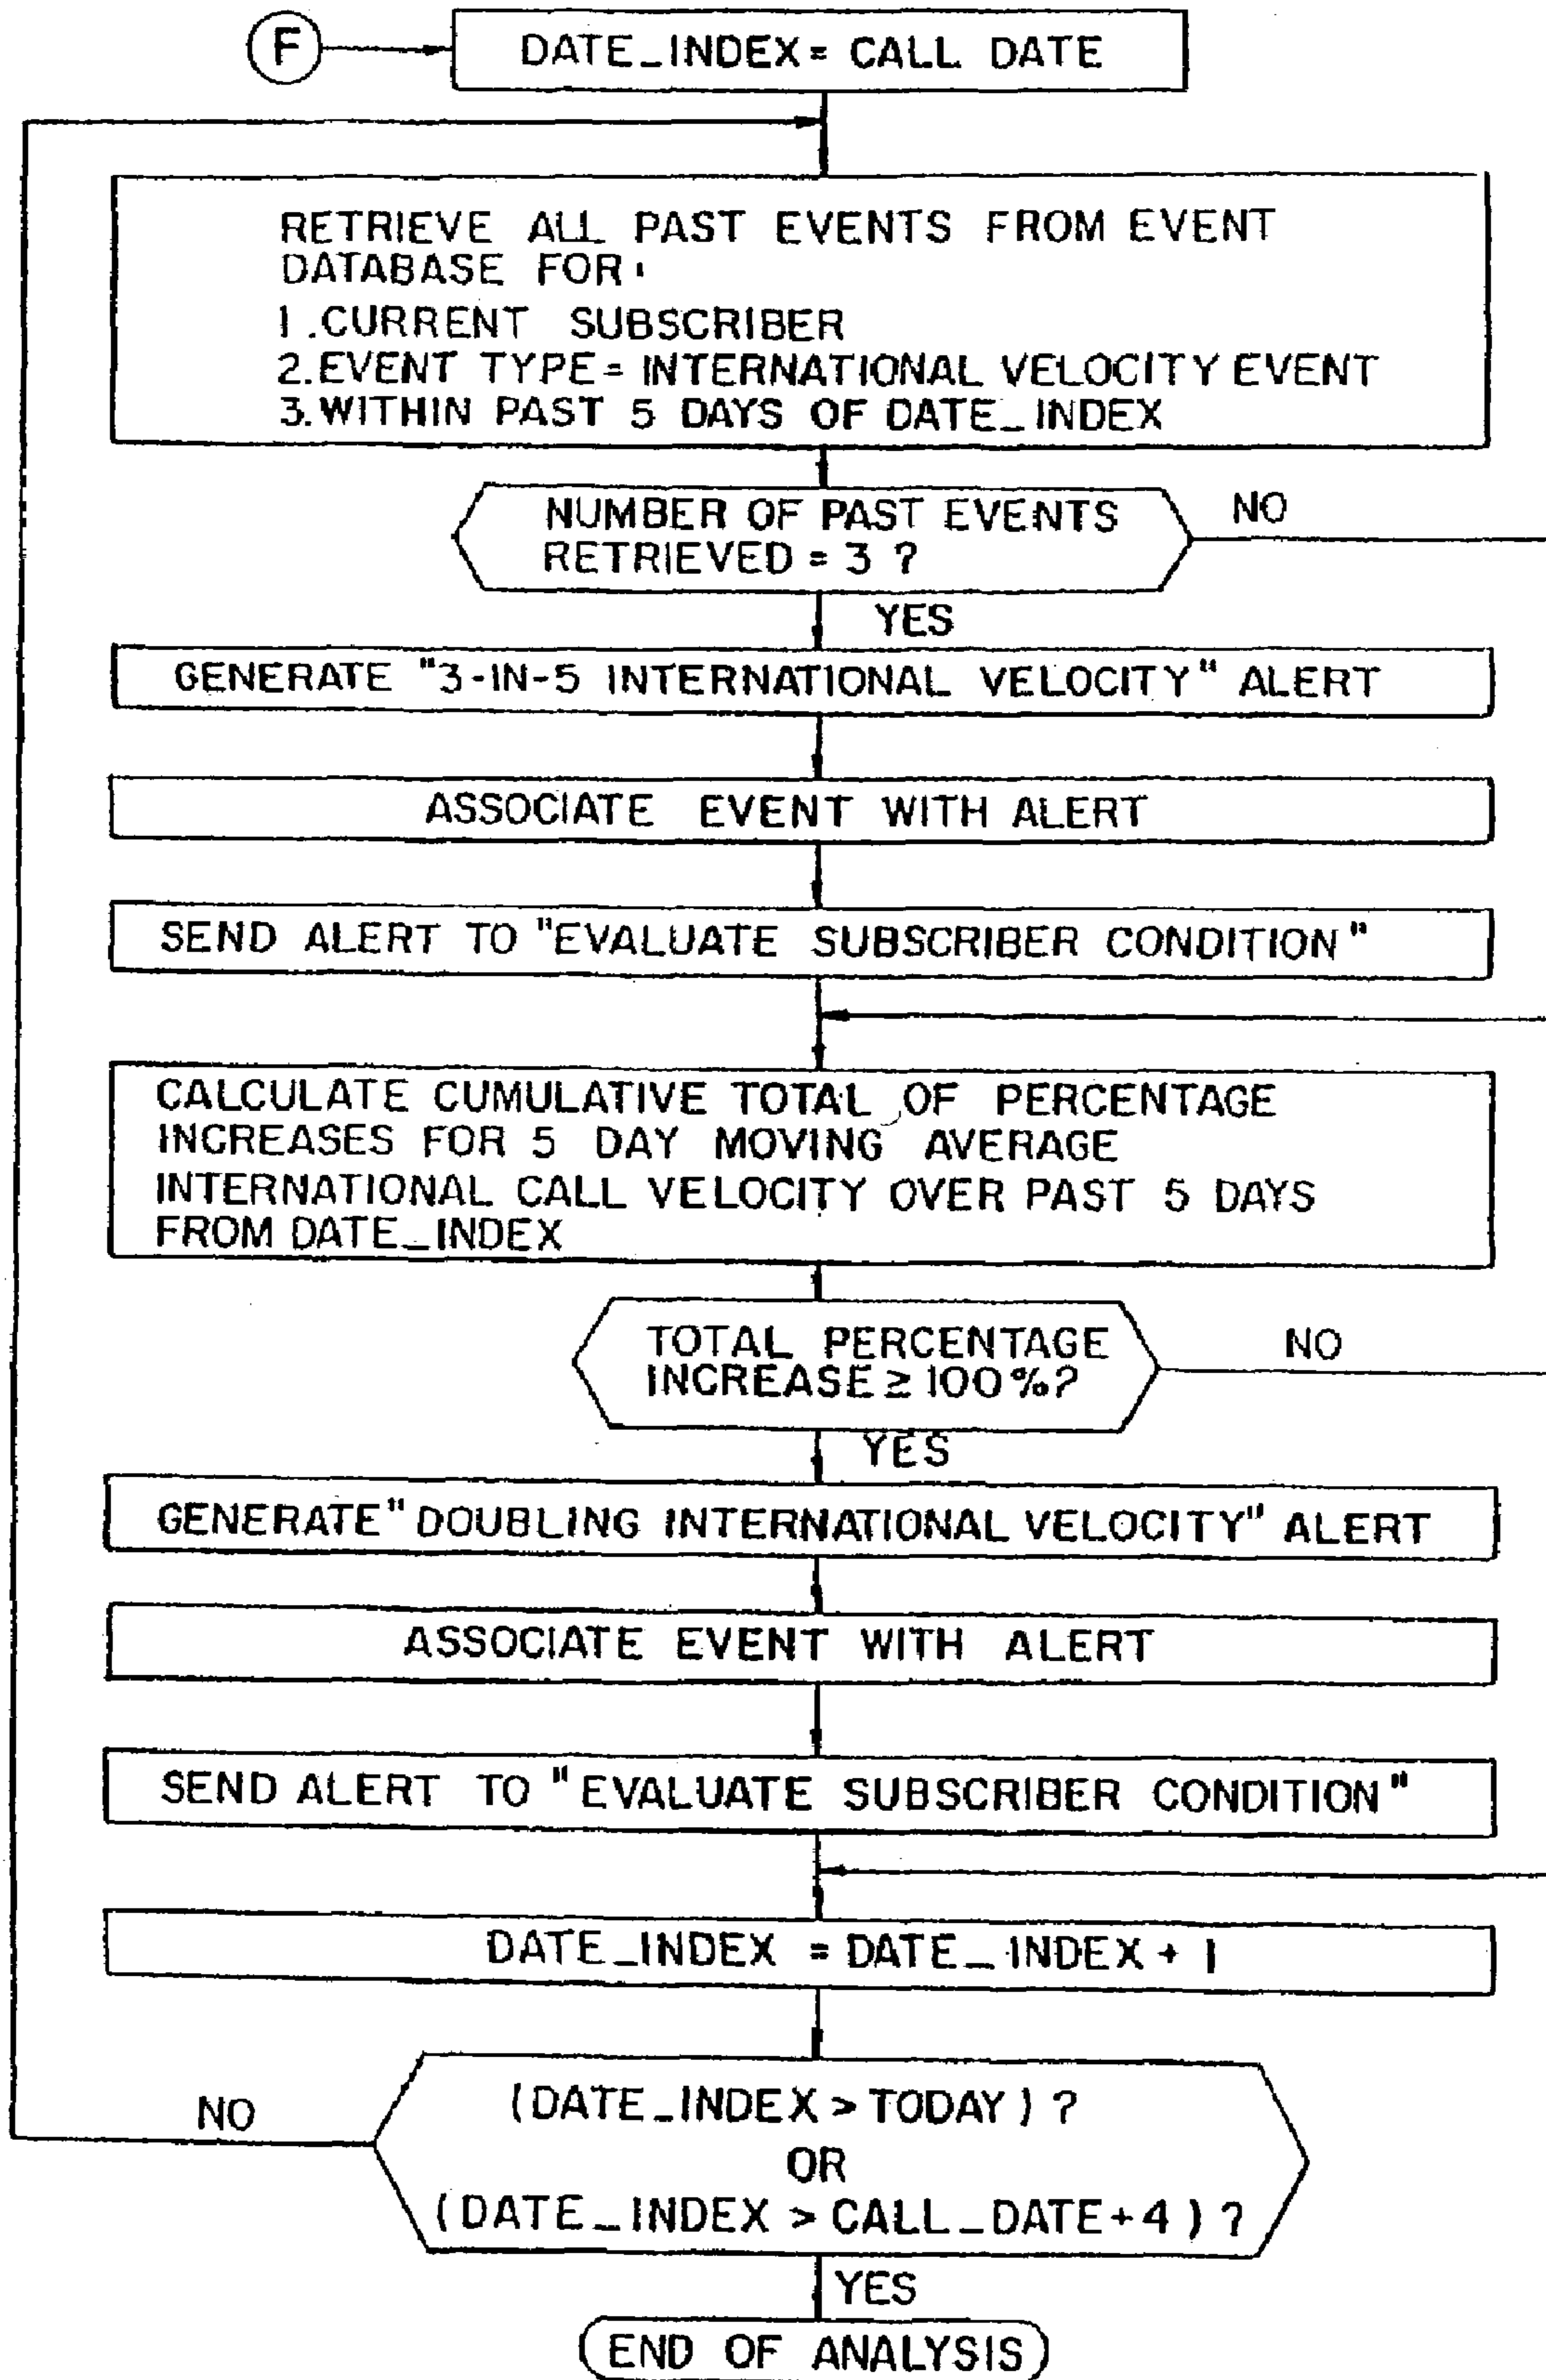 F
DATE_INDEX = CALL DATE
RETRIEVE ALL PAST EVENTS FROM EVENT
DATABASE FOR:
1. CURRENT SUBSCRIBER
2. EVENT TYPE = INTERNATIONAL VELOCITY EVENT
3. WITHIN PAST 5 DAYS OF DATE_INDEX
NUMBER OF PAST EVENTS
RETRIEVED = 3 ?
NO
YES
GENERATE "3-IN-5 INTERNATIONAL VELOCITY" ALERT
ASSOCIATE EVENT WITH ALERT
SEND ALERT TO "EVALUATE SUBSCRIBER CONDITION"
CALCULATE CUMULATIVE TOTAL OF PERCENTAGE
INCREASES FOR 5 DAY MOVING AVERAGE
INTERNATIONAL CALL VELOCITY OVER PAST 5 DAYS
FROM DATE_INDEX
TOTAL PERCENTAGE
INCREASE ≥ 100%?
NO
YES
GENERATE "DOUBLING INTERNATIONAL VELOCITY" ALERT
ASSOCIATE EVENT WITH ALERT
SEND ALERT TO "EVALUATE SUBSCRIBER CONDITION"
DATE_INDEX = DATE_INDEX + 1
(DATE_INDEX > TODAY) ?
NO
OR
(DATE_INDEX > CALL_DATE+4) ?
YES
END OF ANALYSIS